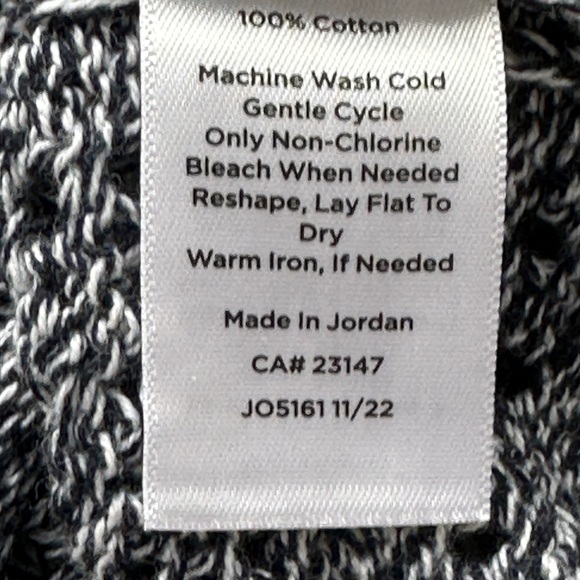 100% Cotton
Machine Wash Cold
Gentle Cycle
Only Non-Chlorine
Bleach When Needed
Reshape, Lay Flat To
Dry
Warm Iron, If Needed
Made In Jordan
CA# 23147
JO5161 11/22